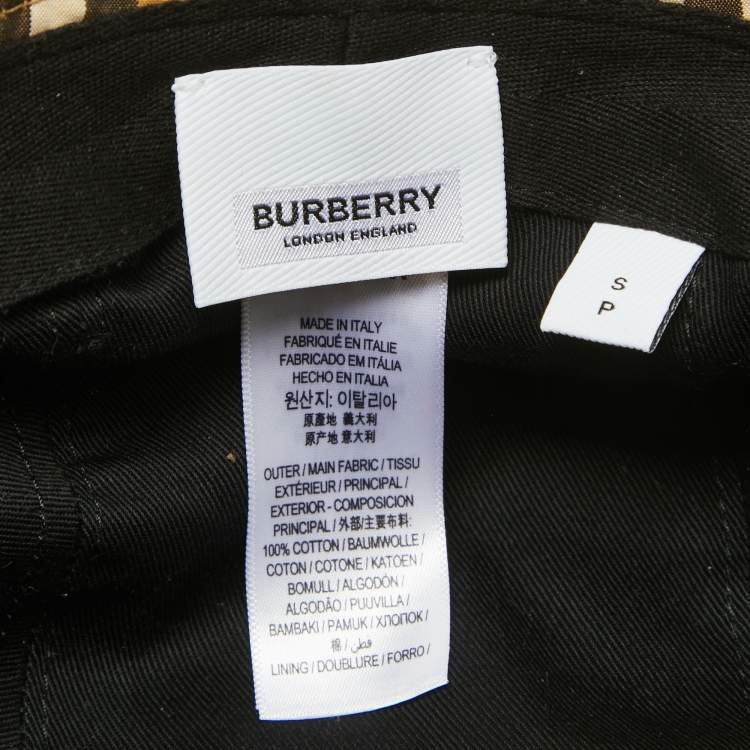 BURBERRY
LONDON ENGLAND
S
P
MADE IN ITALY
FABRIQUÉ EN ITALIE
FABRICADO EM ITÁLIA
HECHO EN ITALIA
원산지: 이탈리아
原產地 義大利
原产地 意大利
OUTER / MAIN FABRIC / TISSU
EXTÉRIEUR / PRINCIPAL /
EXTERIOR - COMPOSICION
PRINCIPAL / 外部/主要布料:
100% COTTON / BAUMWOLLE /
COTON / COTONE / KATOEN /
BOMULL / ALGODÓN /
ALGODÃO / PUUVILLA /
BAMBAKI / PAMUK / ХЛОПОК /
棉 / قطن /
LINING / DOUBLURE / FORRO /